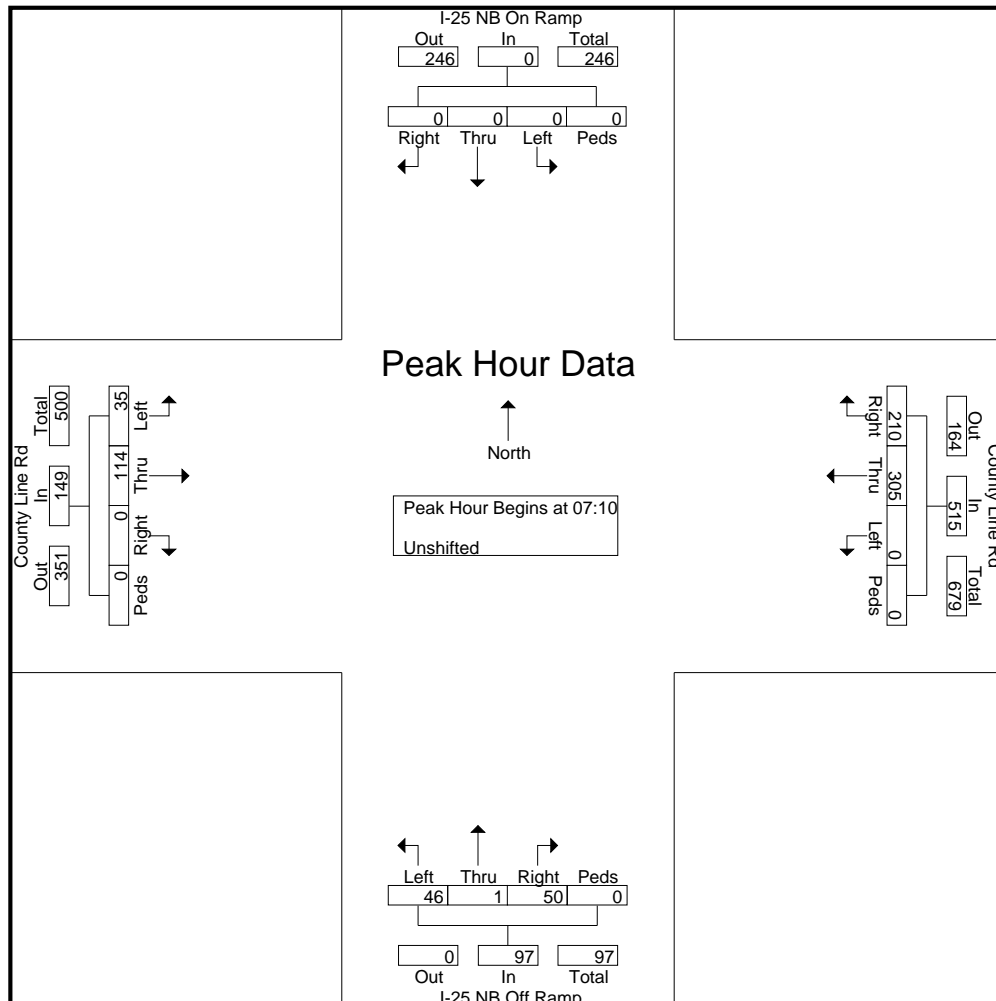 I-25 NB On Ramp
Out In Total
246 0 246
0 0 0 0
Right Thru Left Peds
Peak Hour Data
North
Peak Hour Begins at 07:10
Unshifted
County Line Rd
Total In Out
500 149 351
35 114 0 0
Left Thru Right Peds
Right Thru Left Peds
210 305 0 0
Out In Total
164 515 679
County Line Rd
Left Thru Right Peds
46 1 50 0
0 97 97
Out In Total
I-25 NB Off Ramp